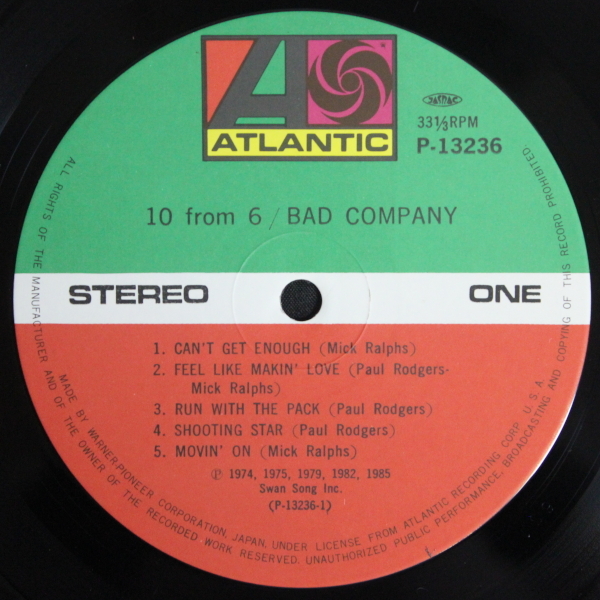 ATLANTIC
JASRAC
33⅓RPM
P-13236
10 from 6 / BAD COMPANY
STEREO
ONE
1. CAN'T GET ENOUGH (Mick Ralphs)
2. FEEL LIKE MAKIN' LOVE (Paul Rodgers-
Mick Ralphs)
3. RUN WITH THE PACK (Paul Rodgers)
4. SHOOTING STAR (Paul Rodgers)
5. MOVIN' ON (Mick Ralphs)
℗ 1974, 1975, 1979, 1982, 1985
Swan Song Inc.
(P-13236-1)
MADE BY WARNER-PIONEER CORPORATION, JAPAN, UNDER LICENSE FROM ATLANTIC RECORDING CORP. U.S.A.
ALL RIGHTS OF THE MANUFACTURER AND OF THE OWNER OF THE RECORDED WORK RESERVED. UNAUTHORIZED PUBLIC PERFORMANCE, BROADCASTING AND COPYING OF THIS RECORD PROHIBITED.